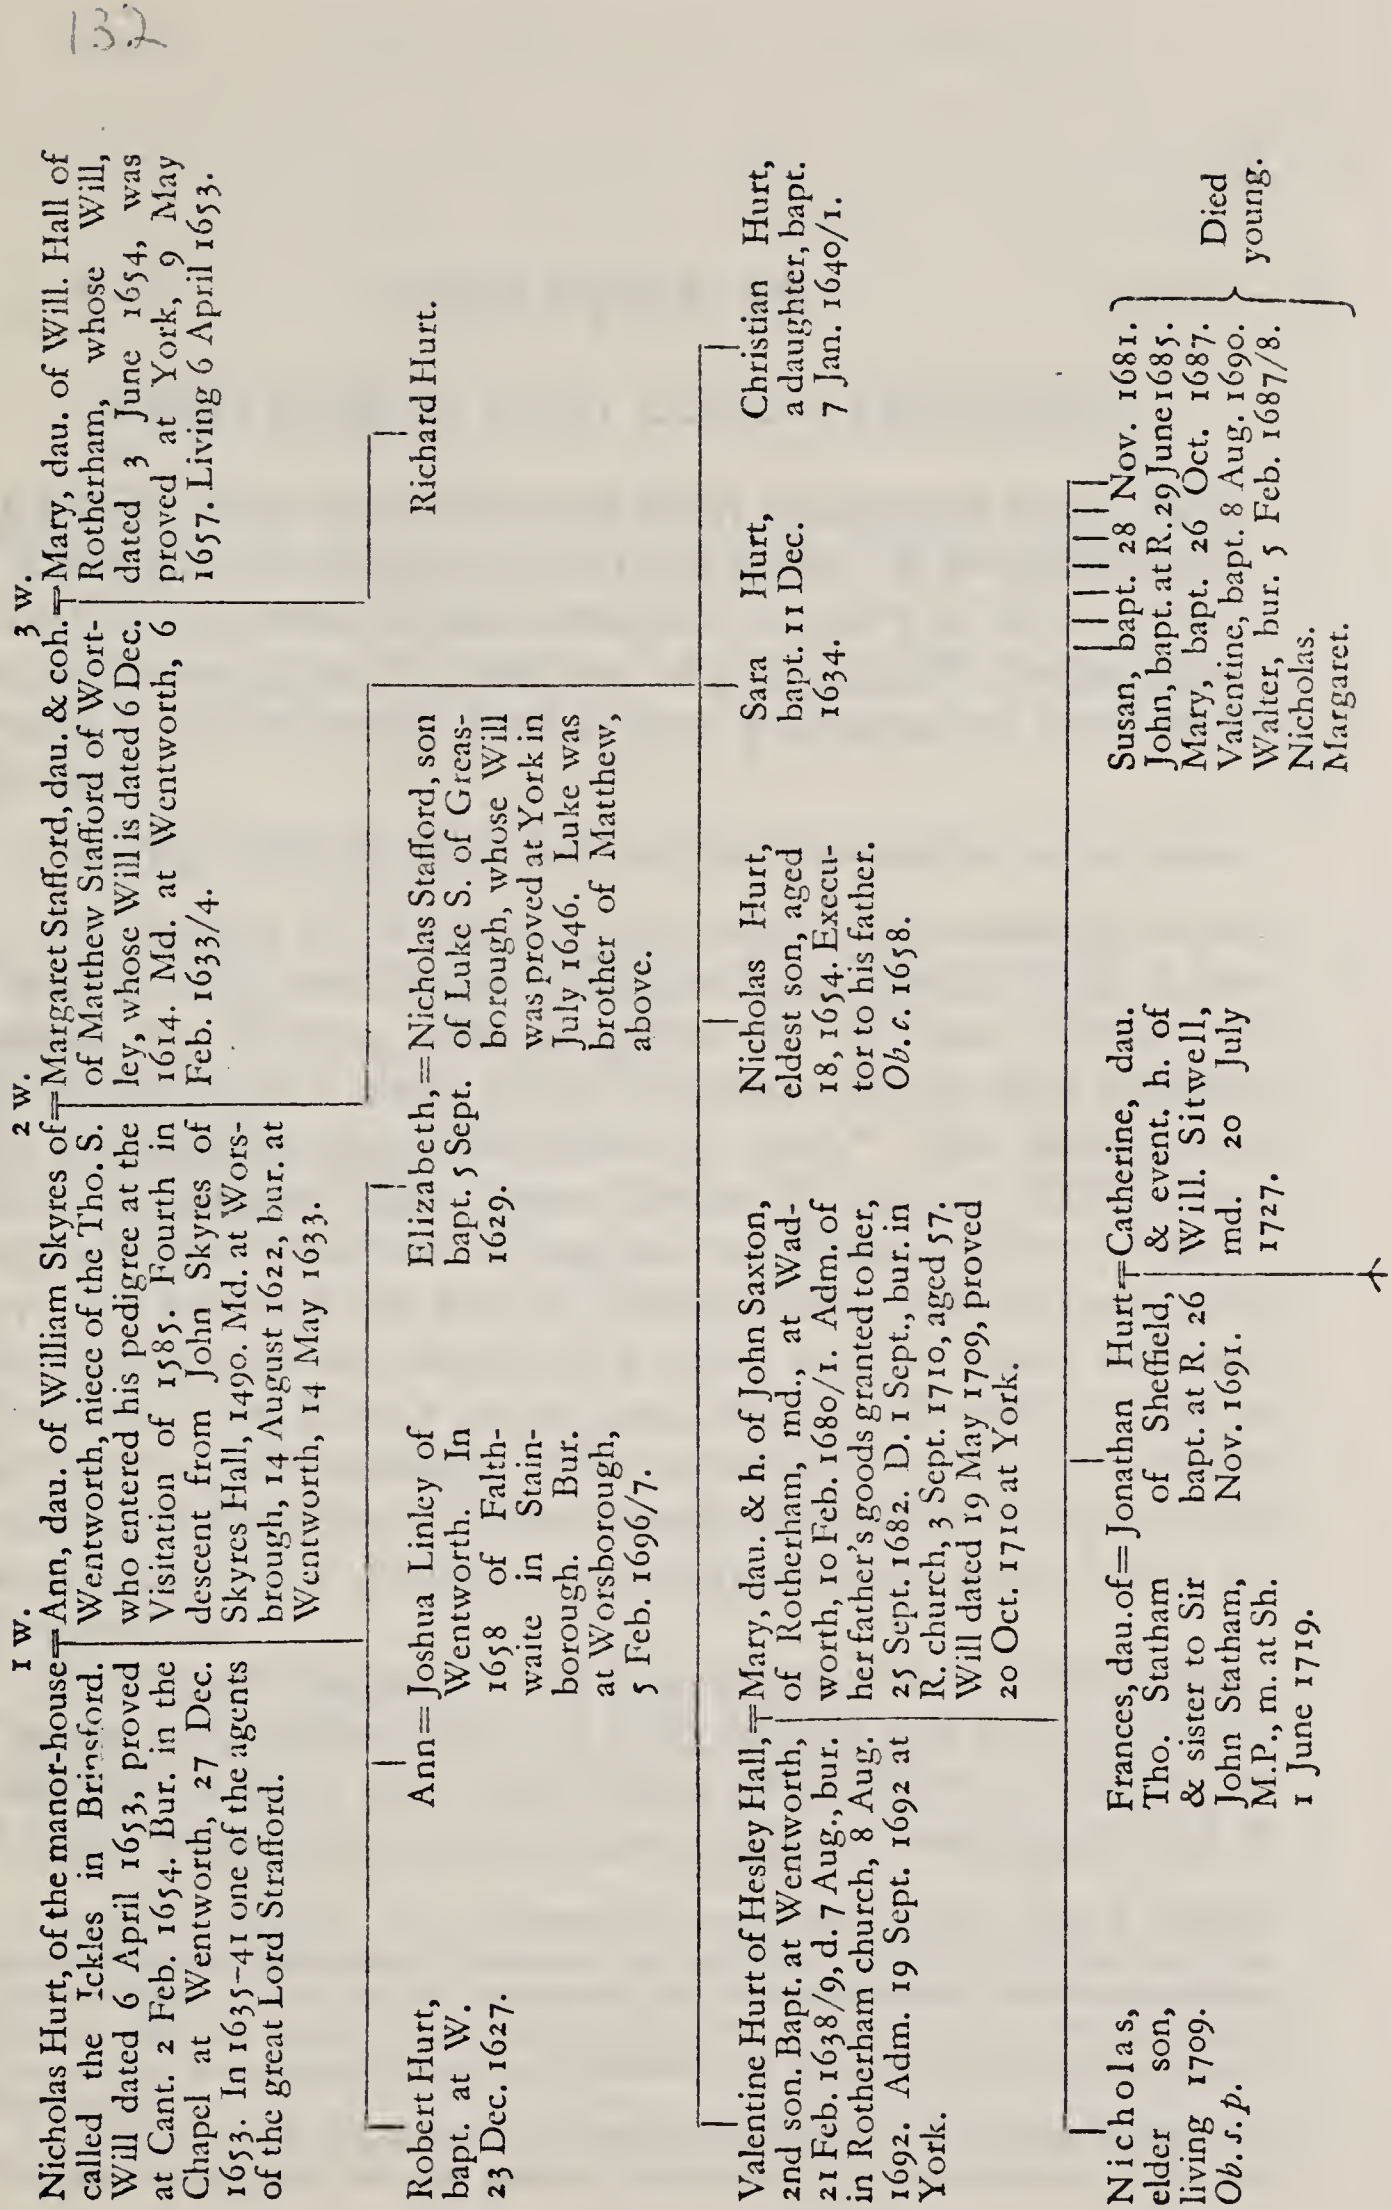 132
1 w.
2 w.
3 w.
Nicholas Hurt, of the manor-house=
called the Ickles in Brinsford.
Will dated 6 April 1653, proved
at Cant. 2 Feb. 1654. Bur. in the
Chapel at Wentworth, 27 Dec.
1653. In 1635-41 one of the agents
of the great Lord Strafford.
Ann, dau. of William Skyres of=
Wentworth, niece of the Tho. S.
who entered his pedigree at the
Visitation of 1585. Fourth in
descent from John Skyres of
Skyres Hall, 1490. Md. at Wors-
brough, 14 August 1622, bur. at
Wentworth, 14 May 1633.
Margaret Stafford, dau. & coh.=
of Matthew Stafford of Wort-
ley, whose Will is dated 6 Dec.
1614. Md. at Wentworth, 6
Feb. 1633/4.
Mary, dau. of Will. Hall of
Rotherham, whose Will,
dated 3 June 1654, was
proved at York, 9 May
1657. Living 6 April 1653.
Robert Hurt,
bapt. at W.
23 Dec. 1627.
Ann=Joshua Linley of
Wentworth. In
1658 of Falth-
waite in Stain-
borough. Bur.
at Worsborough,
5 Feb. 1696/7.
Elizabeth,=
bapt. 5 Sept.
1629.
Nicholas Stafford, son
of Luke S. of Greas-
borough, whose Will
was proved at York in
July 1646. Luke was
brother of Matthew,
above.
Richard Hurt.
Valentine Hurt of Hesley Hall,=
2nd son. Bapt. at Wentworth,
21 Feb. 1638/9, d. 7 Aug., bur.
in Rotherham church, 8 Aug.
1692. Adm. 19 Sept. 1692 at
York.
Mary, dau. & h. of John Saxton,
of Rotherham, md., at Wad-
worth, 10 Feb. 1680/1. Adm. of
her father's goods granted to her,
25 Sept. 1682. D. 1 Sept., bur. in
R. church, 3 Sept. 1710, aged 57.
Will dated 19 May 1709, proved
20 Oct. 1710 at York.
Nicholas Hurt,
eldest son, aged
18, 1654. Execu-
tor to his father.
Ob. c. 1658.
Sara Hurt,
bapt. 11 Dec.
1634.
Christian Hurt,
a daughter, bapt.
7 Jan. 1640/1.
Nicholas,
elder son,
living 1709.
Ob. s. p.
Frances, dau. of=
Tho. Statham
& sister to Sir
John Statham,
M.P., m. at Sh.
1 June 1719.
Jonathan Hurt=
of Sheffield,
bapt. at R. 26
Nov. 1691.
Catherine, dau.
& event. h. of
Will. Sitwell,
md. 20 July
1727.
Susan, bapt. 28 Nov. 1681.
John, bapt. at R. 29 June 1685.
Mary, bapt. 26 Oct. 1687.
Valentine, bapt. 8 Aug. 1690.
Walter, bur. 5 Feb. 1687/8.
Nicholas.
Margaret.
Died
young.